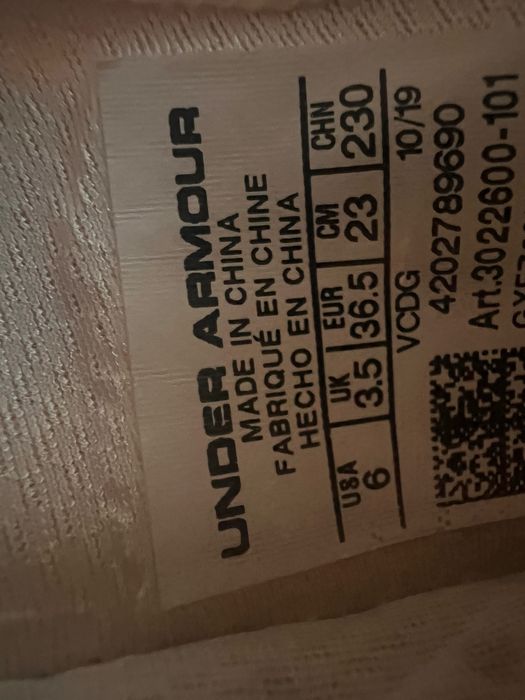 UNDER ARMOUR
MADE IN CHINA
FABRIQUÉ EN CHINE
HECHO EN CHINA
USA UK EUR CM CHN
6 3.5 36.5 23 230
VCDG 10/19
4202789690
Art.3022600-101